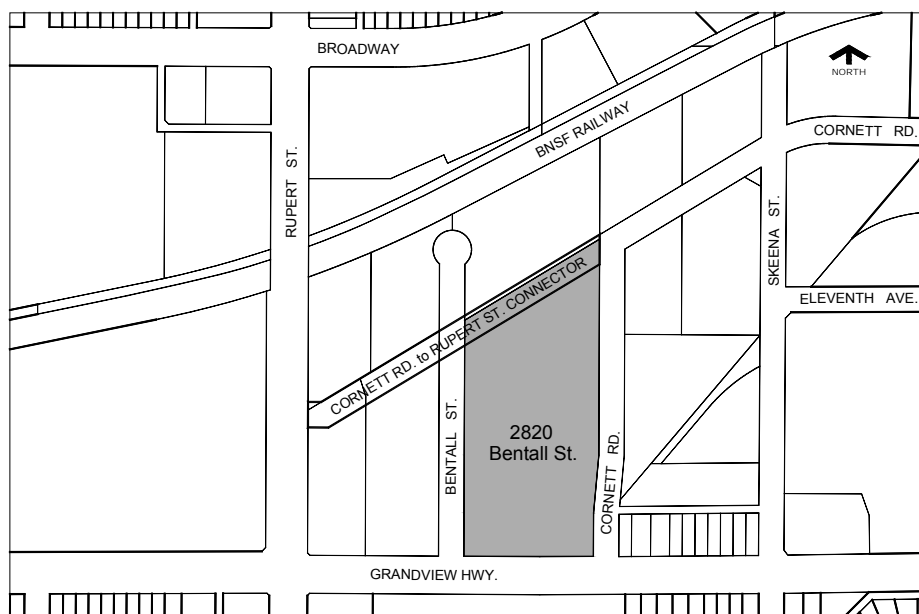 BROADWAY
NORTH
BNSF RAILWAY
CORNETT RD.
RUPERT ST.
SKEENA ST.
CORNETT RD. to RUPERT ST. CONNECTOR
ELEVENTH AVE.
2820
Bentall St.
BENTALL ST.
CORNETT RD.
GRANDVIEW HWY.